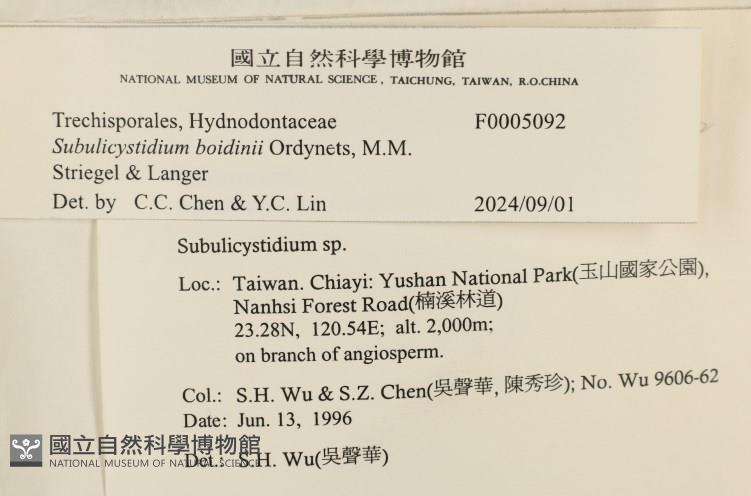 國立自然科學博物館
NATIONAL MUSEUM OF NATURAL SCIENCE, TAICHUNG, TAIWAN, R.O.CHINA
Trechisporales, Hydnodontaceae F0005092
Subulicystidium boidinii Ordynets, M.M.
Striegel & Langer
Det. by C.C. Chen & Y.C. Lin 2024/09/01
Subulicystidium sp.
Loc.: Taiwan. Chiayi: Yushan National Park(玉山國家公園),
Nanhsi Forest Road(楠溪林道)
23.28N, 120.54E; alt. 2,000m;
on branch of angiosperm.
Col.: S.H. Wu & S.Z. Chen(吳聲華, 陳秀珍); No. Wu 9606-62
Date: Jun. 13, 1996
Det.: S.H. Wu(吳聲華)
國立自然科學博物館
NATIONAL MUSEUM OF NATURAL SCIENCE